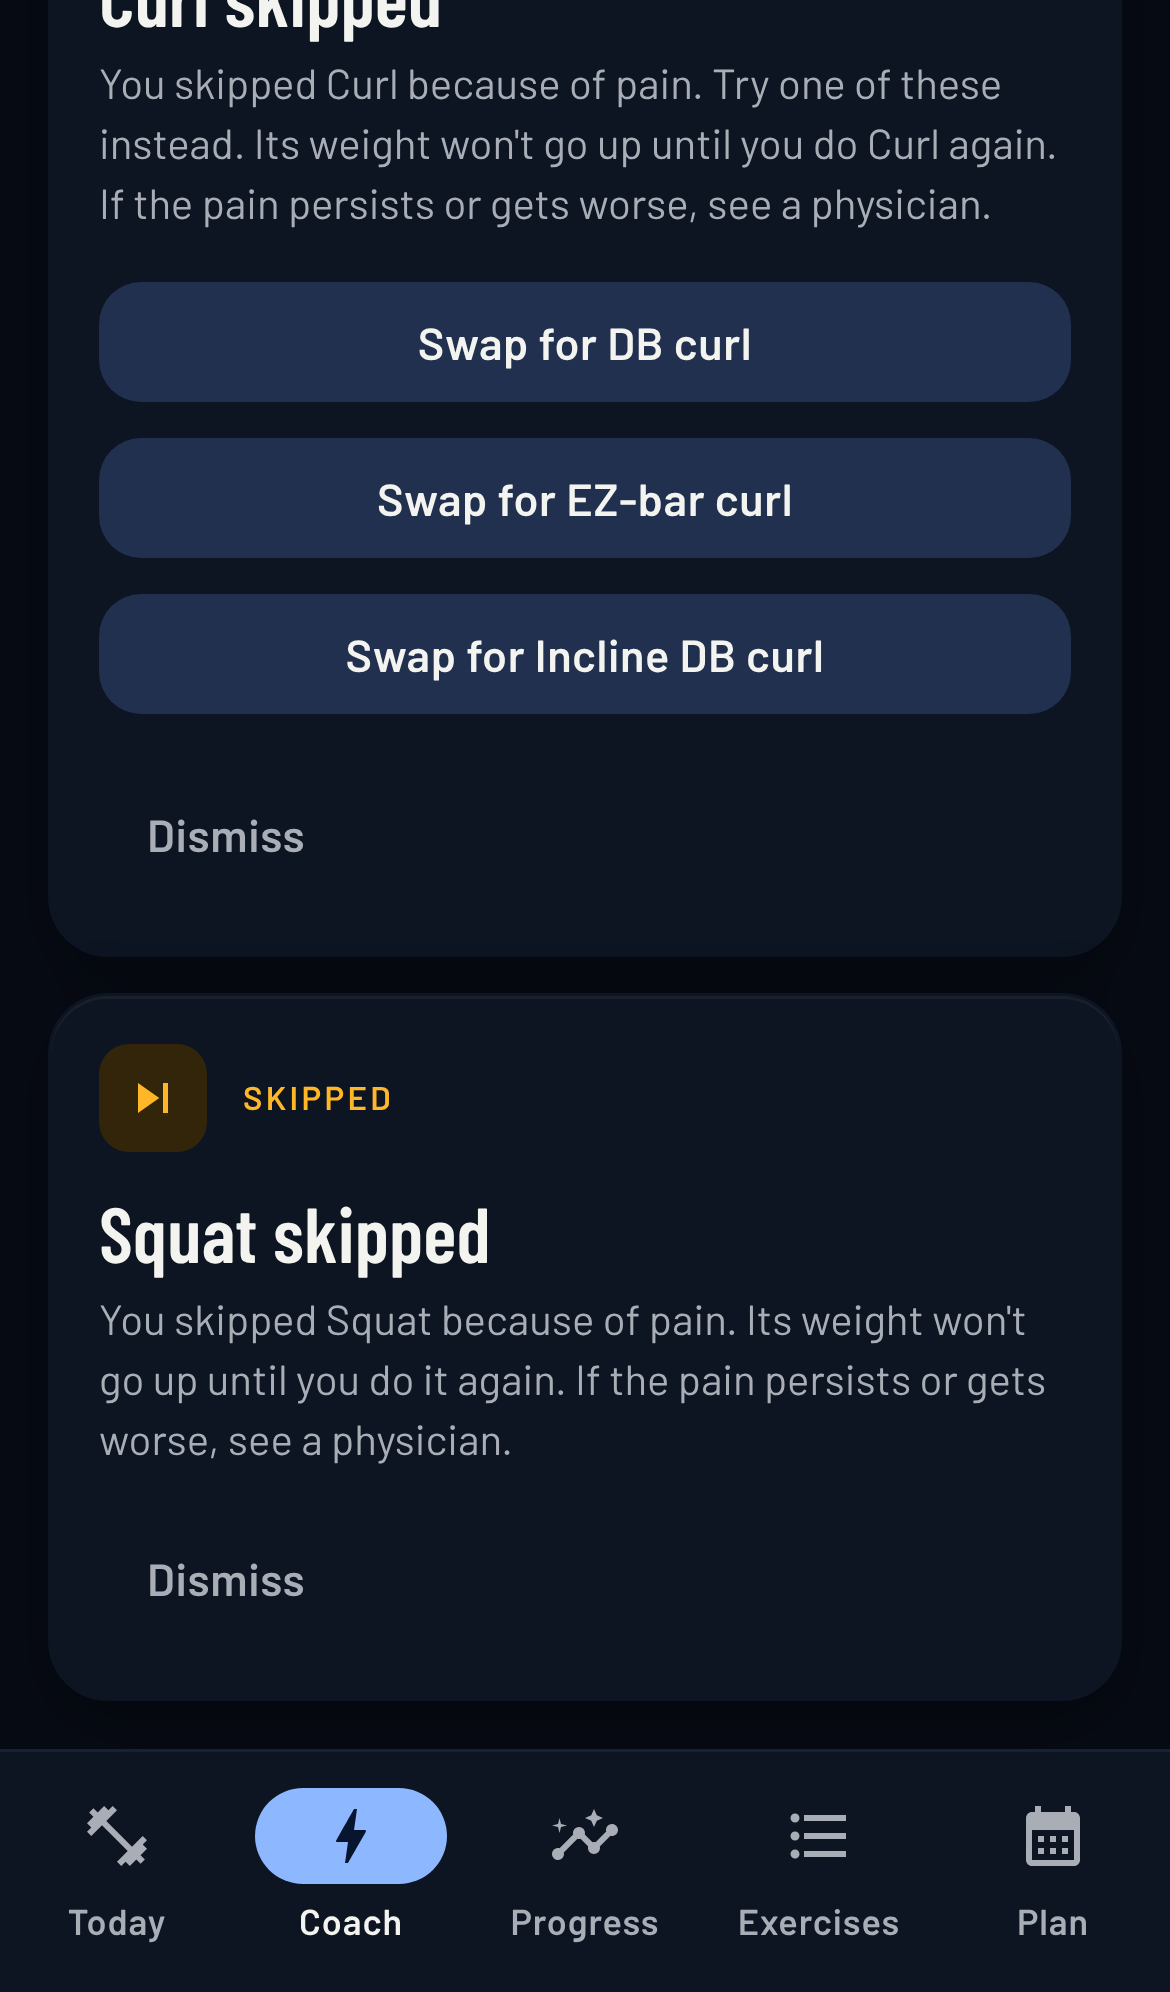 Curl skipped
You skipped Curl because of pain. Try one of these
instead. Its weight won't go up until you do Curl again.
If the pain persists or gets worse, see a physician.
Swap for DB curl
Swap for EZ-bar curl
Swap for Incline DB curl
Dismiss
SKIPPED
Squat skipped
You skipped Squat because of pain. Its weight won't
go up until you do it again. If the pain persists or gets
worse, see a physician.
Dismiss
Today
Coach
Progress
Exercises
Plan